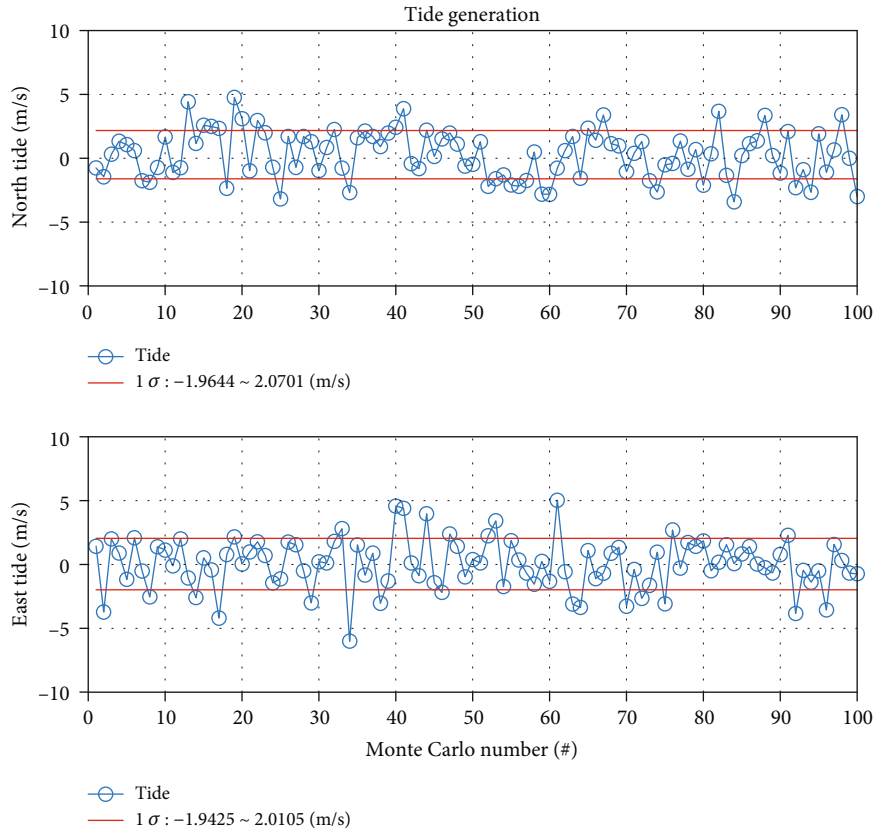 Tide generation
10
5
0
−5
−10
North tide (m/s)
0 10 20 30 40 50 60 70 80 90 100
Tide
1 σ : −1.9644 ~ 2.0701 (m/s)
10
5
0
−5
−10
East tide (m/s)
0 10 20 30 40 50 60 70 80 90 100
Monte Carlo number (#)
Tide
1 σ : −1.9425 ~ 2.0105 (m/s)